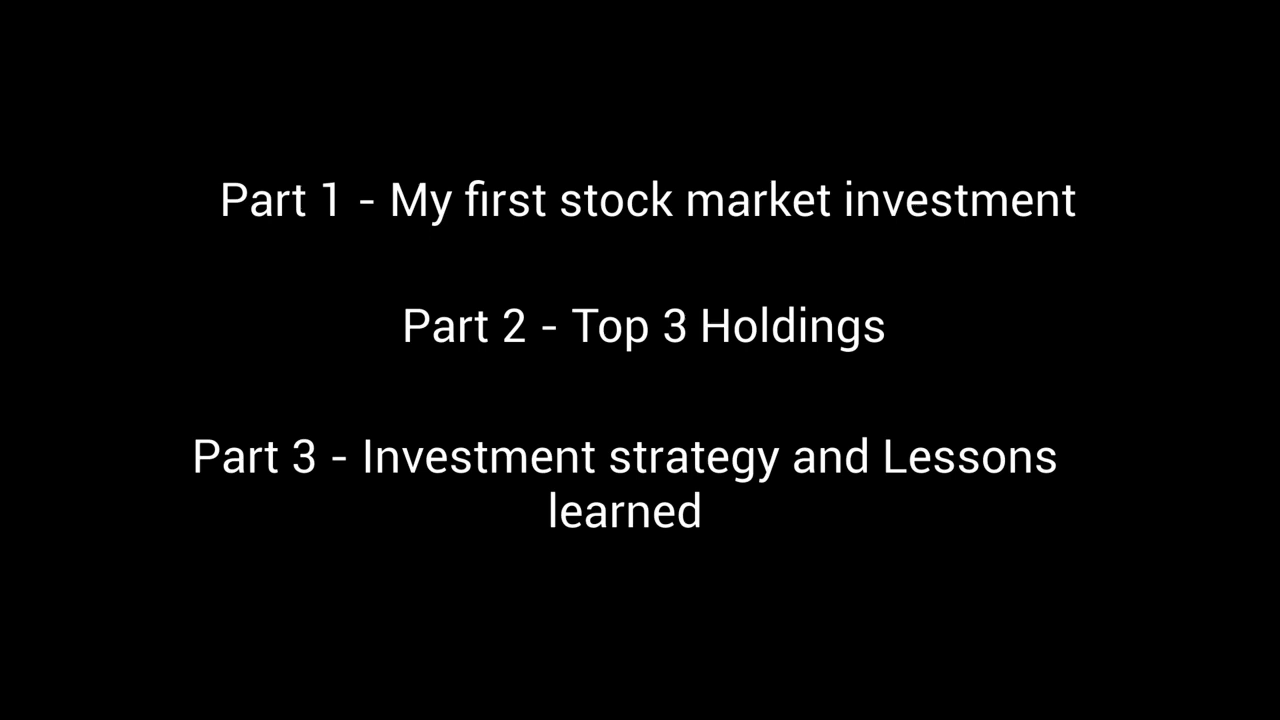 Part 1 - My first stock market investment
Part 2 - Top 3 Holdings
Part 3 - Investment strategy and Lessons
learned